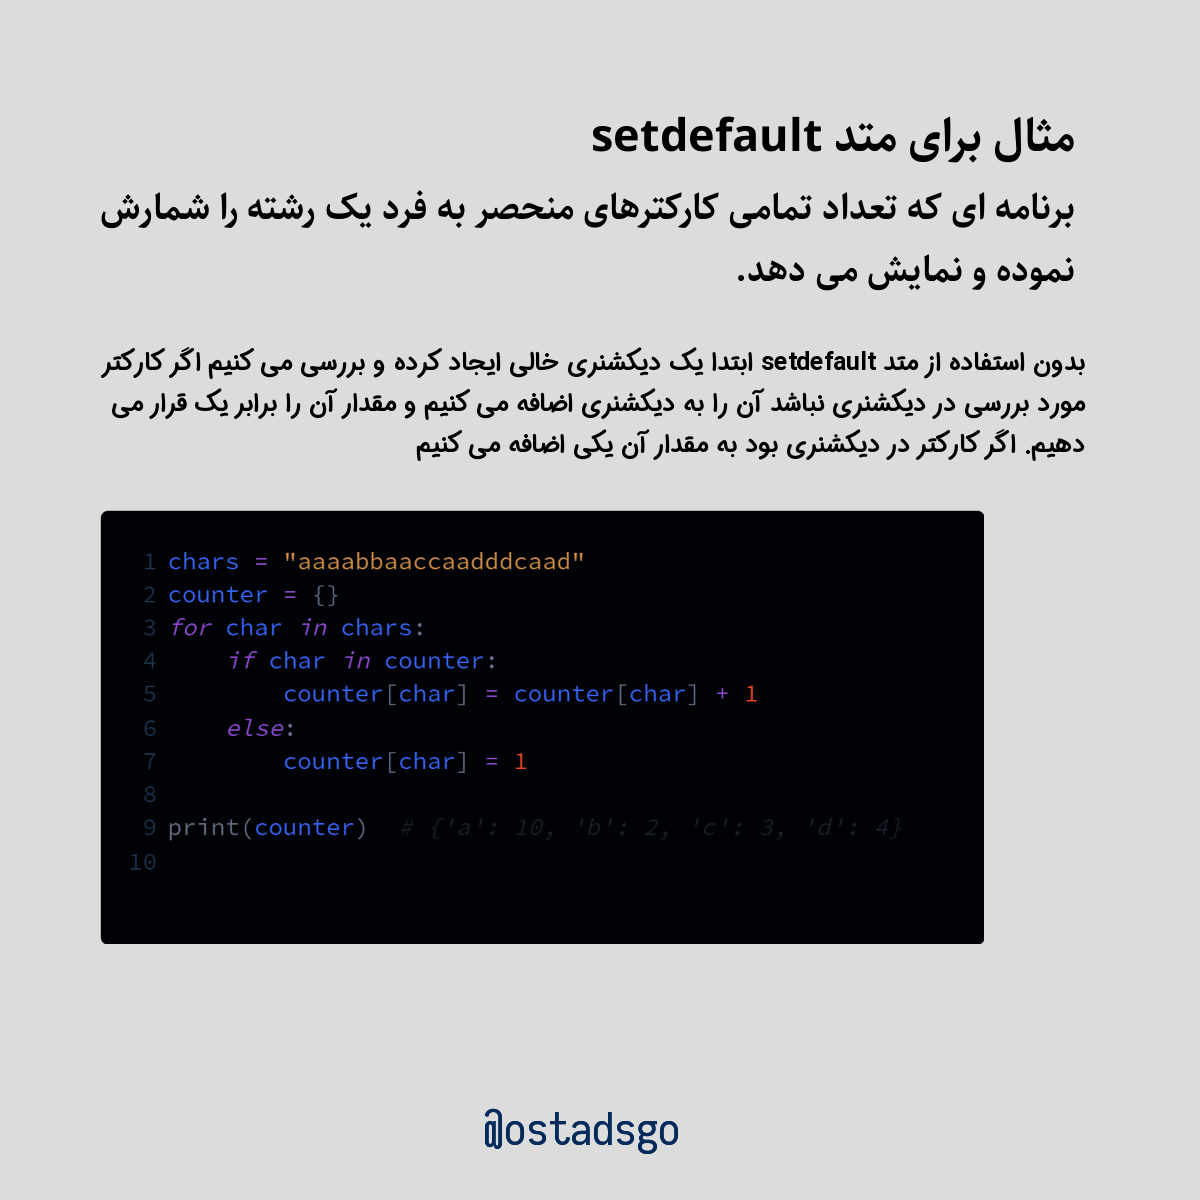 مثال برای متد setdefault
برنامه ای که تعداد تمامی کارکترهای منحصر به فرد یک رشته را شمارش
نموده و نمایش می دهد.
بدون استفاده از متد setdefault ابتدا یک دیکشنری خالی ایجاد کرده و بررسی می کنیم اگر کارکتر
مورد بررسی در دیکشنری نباشد آن را به دیکشنری اضافه می کنیم و مقدار آن را برابر یک قرار می
دهیم. اگر کارکتر در دیکشنری بود به مقدار آن یکی اضافه می کنیم
1 chars = "aaaabbaaccaadddcaad"
2 counter = {}
3 for char in chars:
4     if char in counter:
5         counter[char] = counter[char] + 1
6     else:
7         counter[char] = 1
8
9 print(counter)  # {'a': 10, 'b': 2, 'c': 3, 'd': 4}
10
@ostadsgo